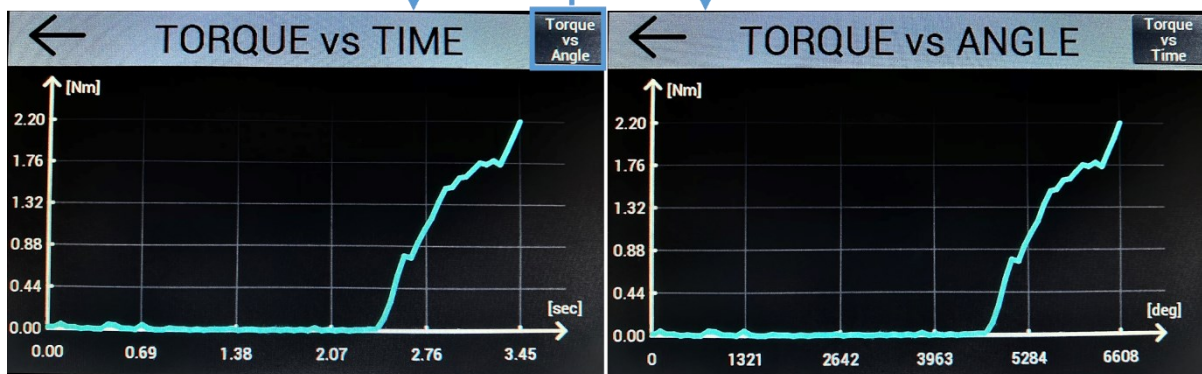 TORQUE vs TIME
Torque
vs
Angle
[Nm]
2.20
1.76
1.32
0.88
0.44
0.00
[sec]
0.00 0.69 1.38 2.07 2.76 3.45
TORQUE vs ANGLE
Torque
vs
Time
[Nm]
2.20
1.76
1.32
0.88
0.44
0.00
[deg]
0 1321 2642 3963 5284 6608